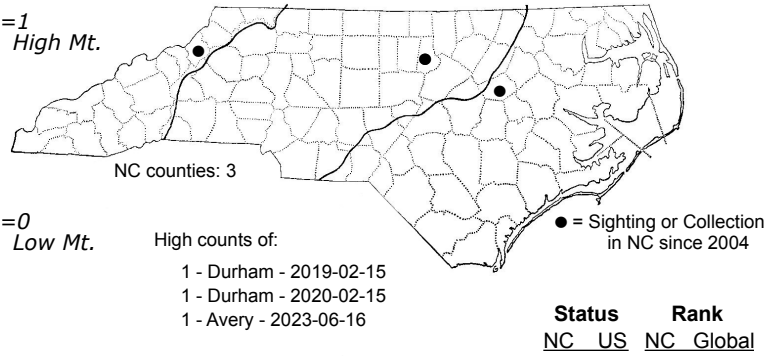 =1
High Mt.
NC counties: 3
=0
Low Mt.
High counts of:
1 - Durham - 2019-02-15
1 - Durham - 2020-02-15
1 - Avery - 2023-06-16
● = Sighting or Collection
in NC since 2004
Status Rank
NC US NC Global